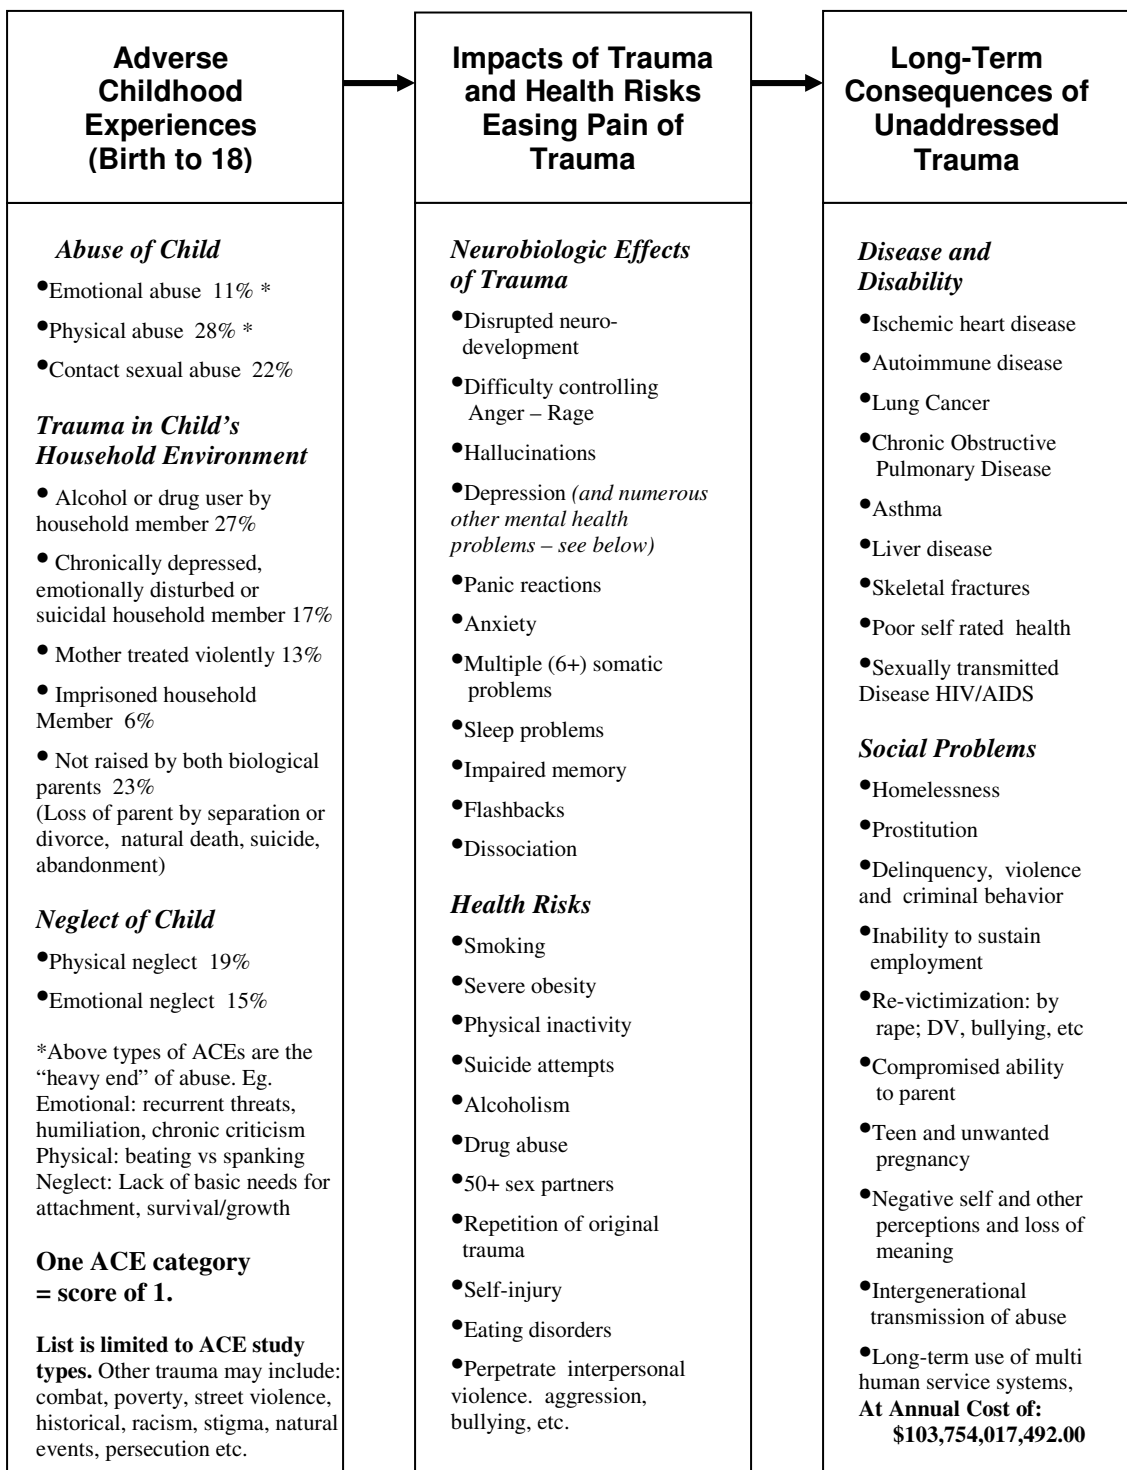 Adverse
Childhood
Experiences
(Birth to 18)
Abuse of Child
•Emotional abuse 11% *
•Physical abuse 28% *
•Contact sexual abuse 22%
Trauma in Child's
Household Environment
• Alcohol or drug user by
household member 27%
• Chronically depressed,
emotionally disturbed or
suicidal household member 17%
• Mother treated violently 13%
• Imprisoned household
Member 6%
• Not raised by both biological
parents 23%
(Loss of parent by separation or
divorce, natural death, suicide,
abandonment)
Neglect of Child
•Physical neglect 19%
•Emotional neglect 15%
*Above types of ACEs are the
“heavy end” of abuse. Eg.
Emotional: recurrent threats,
humiliation, chronic criticism
Physical: beating vs spanking
Neglect: Lack of basic needs for
attachment, survival/growth
One ACE category
= score of 1.
List is limited to ACE study
types. Other trauma may include:
combat, poverty, street violence,
historical, racism, stigma, natural
events, persecution etc.
Impacts of Trauma
and Health Risks
Easing Pain of
Trauma
Neurobiologic Effects
of Trauma
•Disrupted neuro-
development
•Difficulty controlling
Anger – Rage
•Hallucinations
•Depression (and numerous
other mental health
problems – see below)
•Panic reactions
•Anxiety
•Multiple (6+) somatic
problems
•Sleep problems
•Impaired memory
•Flashbacks
•Dissociation
Health Risks
•Smoking
•Severe obesity
•Physical inactivity
•Suicide attempts
•Alcoholism
•Drug abuse
•50+ sex partners
•Repetition of original
trauma
•Self-injury
•Eating disorders
•Perpetrate interpersonal
violence. aggression,
bullying, etc.
Long-Term
Consequences of
Unaddressed
Trauma
Disease and
Disability
•Ischemic heart disease
•Autoimmune disease
•Lung Cancer
•Chronic Obstructive
Pulmonary Disease
•Asthma
•Liver disease
•Skeletal fractures
•Poor self rated health
•Sexually transmitted
Disease HIV/AIDS
Social Problems
•Homelessness
•Prostitution
•Delinquency, violence
and criminal behavior
•Inability to sustain
employment
•Re-victimization: by
rape; DV, bullying, etc
•Compromised ability
to parent
•Teen and unwanted
pregnancy
•Negative self and other
perceptions and loss of
meaning
•Intergenerational
transmission of abuse
•Long-term use of multi
human service systems,
At Annual Cost of:
$103,754,017,492.00